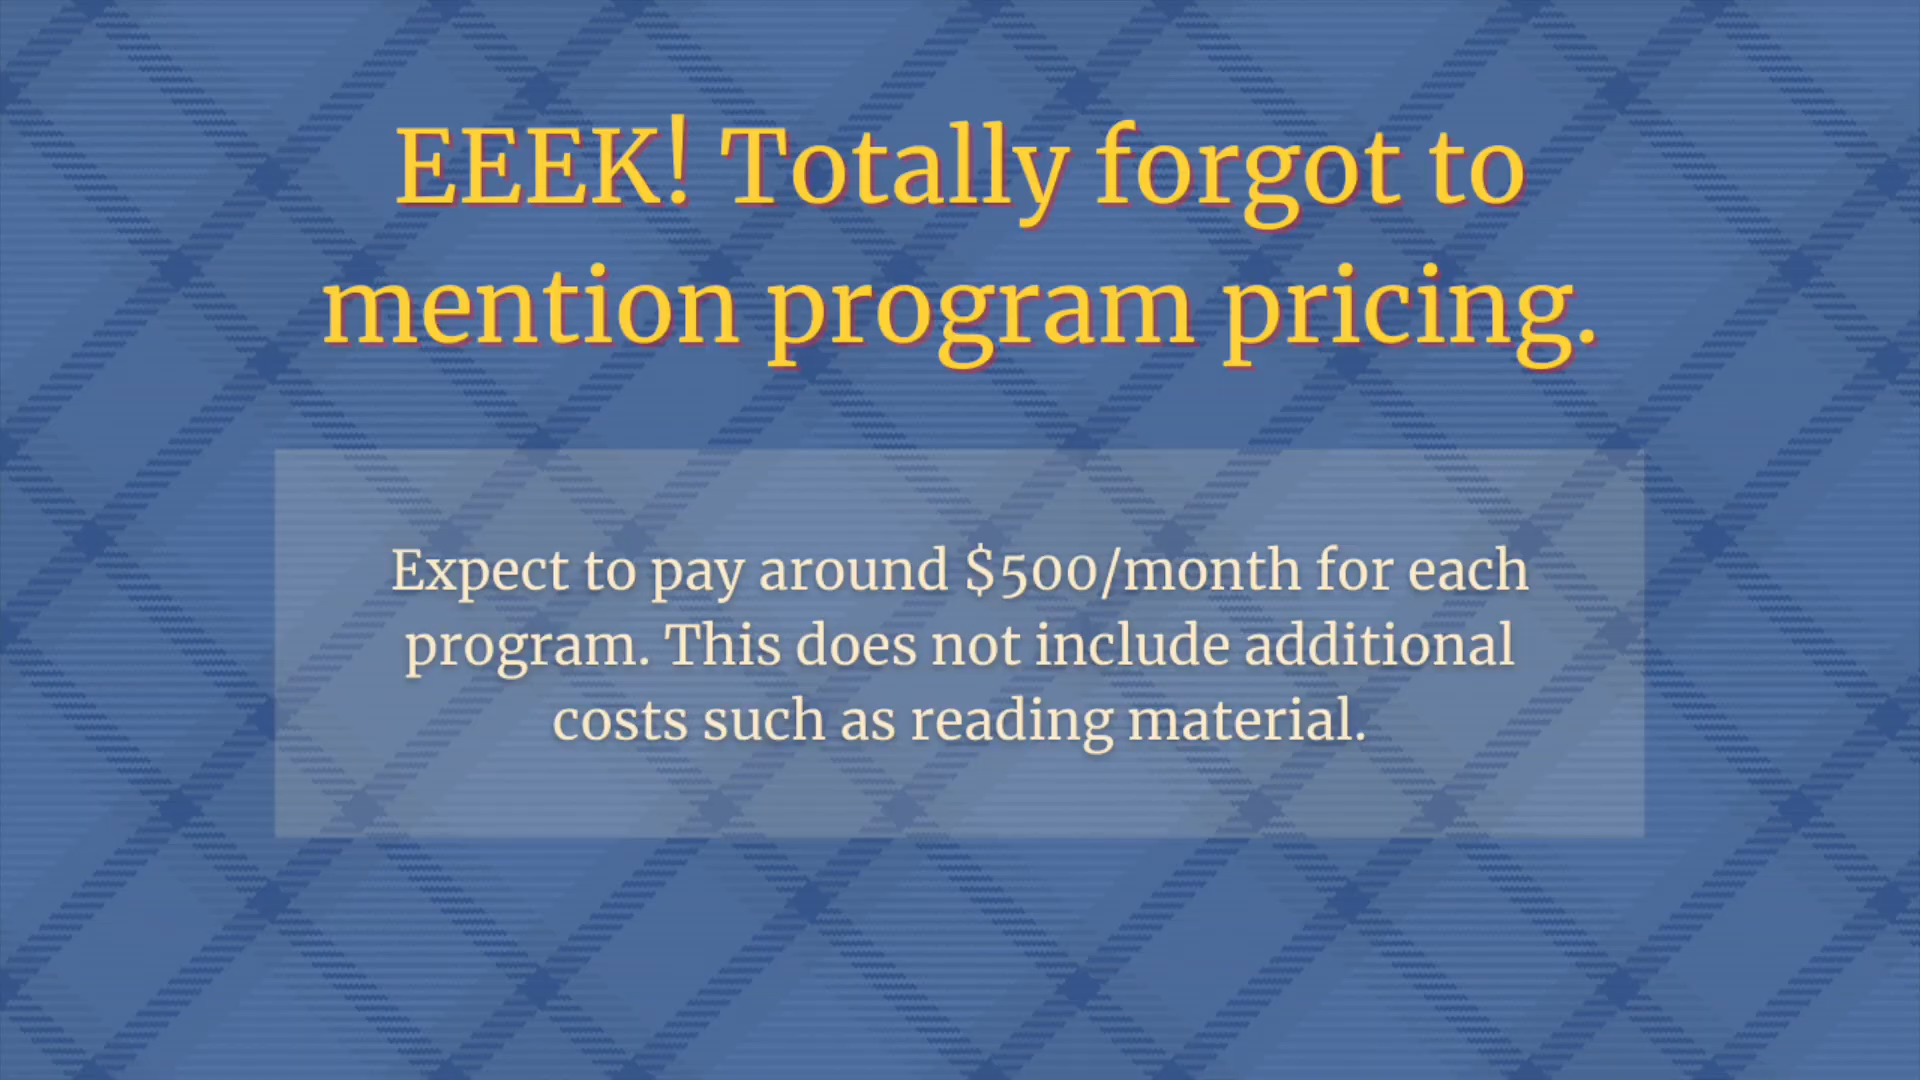 EEEK! Totally forgot to
mention program pricing.
Expect to pay around $500/month for each
program. This does not include additional
costs such as reading material.